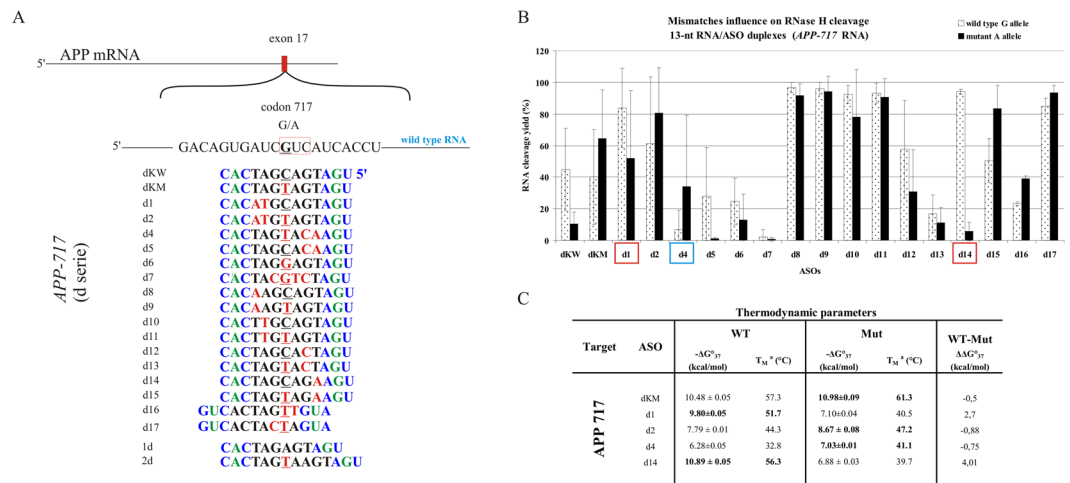 A
exon 17
5'
APP mRNA
codon 717
G/A
5'
GACAGUGAUCGUCAUCACCU
wild type RNA
APP-717
(d serie)
dKW CACTAGCAGTAGU 5'
dKM CACTAGTAGTAGU
d1 CACATGCAGTAGU
d2 CACATGTAGTAGU
d4 CACTAGTACAAGU
d5 CACTAGCACAAGU
d6 CACTAGGAGTAGU
d7 CACTACGTCTAGU
d8 CACAAGCAGTAGU
d9 CACAAGTAGTAGU
d10 CACTTGCAGTAGU
d11 CACTTGTAGTAGU
d12 CACTAGCACTAGU
d13 CACTAGTACTAGU
d14 CACTAGCAGAAGU
d15 CACTAGTAGAAGU
d16 GUCACTAGTTGUA
d17 GUCACTACTAGUA
1d CACTAGAGTAGU
2d CACTAGTAAGTAGU
B
Mismatches influence on RNase H cleavage
13-nt RNA/ASO duplexes (APP-717 RNA)
wild type G allele
mutant A allele
RNA cleavage yield (%)
120
100
80
60
40
20
0
dKW dKM d1 d2 d4 d5 d6 d7 d8 d9 d10 d11 d12 d13 d14 d15 d16 d17
ASOs
C
Thermodynamic parameters
Target ASO WT Mut WT-Mut
-ΔG°37 (kcal/mol) TM a (°C) -ΔG°37 (kcal/mol) TM a (°C) ΔΔG°37 (kcal/mol)
APP 717
dKM 10.48 ± 0.05 57.3 10.98±0.09 61.3 -0,5
d1 9.80±0.05 51.7 7.10±0.04 40.5 2,7
d2 7.79 ± 0.01 44.3 8.67 ± 0.08 47.2 -0,88
d4 6.28±0.05 32.8 7.03±0.01 41.1 -0,75
d14 10.89 ± 0.05 56.3 6.88 ± 0.03 39.7 4,01